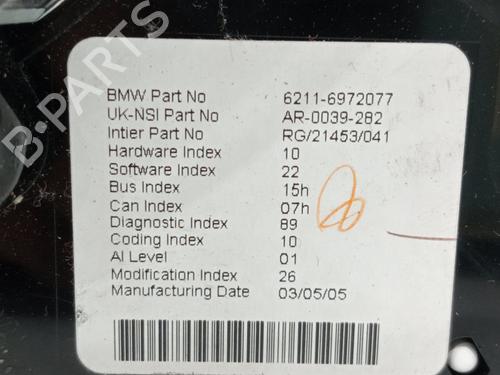 BMW Part No 6211-6972077
UK-NSI Part No AR-0039-282
Intier Part No RG/21453/041
Hardware Index 10
Software Index 22
Bus Index 15h
Can Index 07h
Diagnostic Index 89
Coding Index 10
AI Level 01
Modification Index 26
Manufacturing Date 03/05/05
B-PARTS